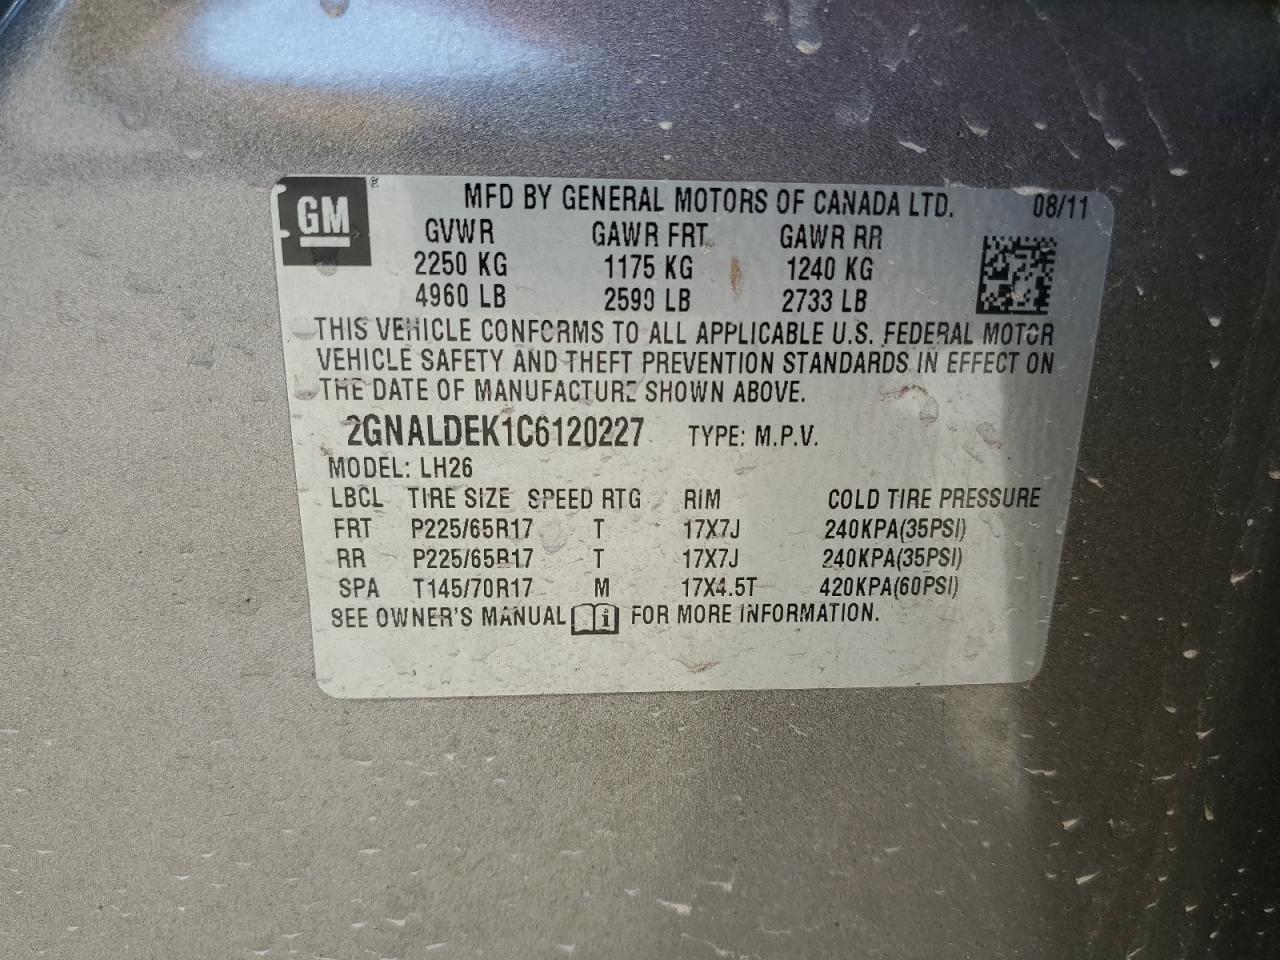 GM® MFD BY GENERAL MOTORS OF CANADA LTD. 08/11
GVWR GAWR FRT GAWR RR
2250 KG 1175 KG 1240 KG
4960 LB 2590 LB 2733 LB
THIS VEHICLE CONFORMS TO ALL APPLICABLE U.S. FEDERAL MOTOR
VEHICLE SAFETY AND THEFT PREVENTION STANDARDS IN EFFECT ON
THE DATE OF MANUFACTURE SHOWN ABOVE.
2GNALDEK1C6120227 TYPE: M.P.V.
MODEL: LH26
LBCL TIRE SIZE SPEED RTG RIM COLD TIRE PRESSURE
FRT P225/65R17 T 17X7J 240KPA(35PSI)
RR P225/65R17 T 17X7J 240KPA(35PSI)
SPA T145/70R17 M 17X4.5T 420KPA(60PSI)
SEE OWNER'S MANUAL i FOR MORE INFORMATION.